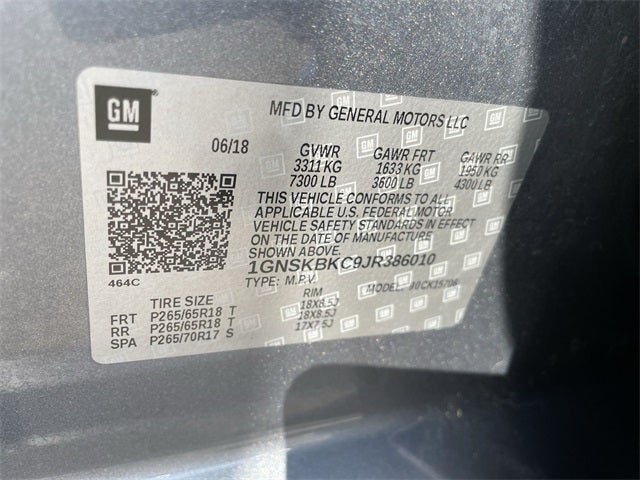 GM
MFD BY GENERAL MOTORS LLC
06/18 GVWR GAWR FRT GAWR RR
3311 KG 1633 KG 1950 KG
7300 LB 3600 LB 4300 LB
THIS VEHICLE CONFORMS TO ALL
APPLICABLE U.S. FEDERAL MOTOR
VEHICLE SAFETY STANDARDS IN EFFECT
ON THE DATE OF MANUFACTURE
1GNSKBKC9JR386010
464C
TYPE: M.P.V MODEL: 00CK15706
TIRE SIZE RIM
FRT P265/65R18 T 18X8.5J
RR P265/65R18 T 18X8.5J
SPA P265/70R17 S 17X7.5J